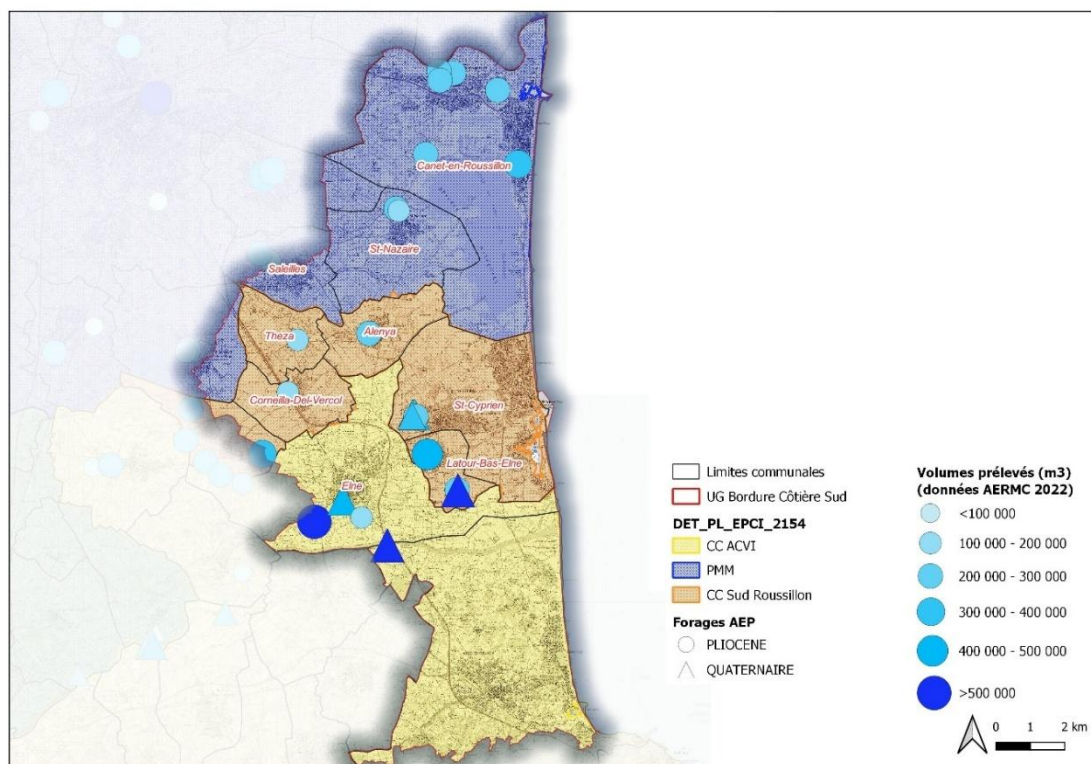 Canet-en-Roussillon
St-Nazaire
Saleilles
Theza
Alenya
Corneilla-Del-Vercol
St-Cyprien
Latour-Bas-Elne
Elne
Limites communales
UG Bordure Côtière Sud
DET_PL_EPCI_2154
CC ACVI
PMM
CC Sud Roussillon
Forages AEP
PLIOCENE
QUATERNAIRE
Volumes prélevés (m3)
(données AERMC 2022)
<100 000
100 000 - 200 000
200 000 - 300 000
300 000 - 400 000
400 000 - 500 000
>500 000
0 1 2 km